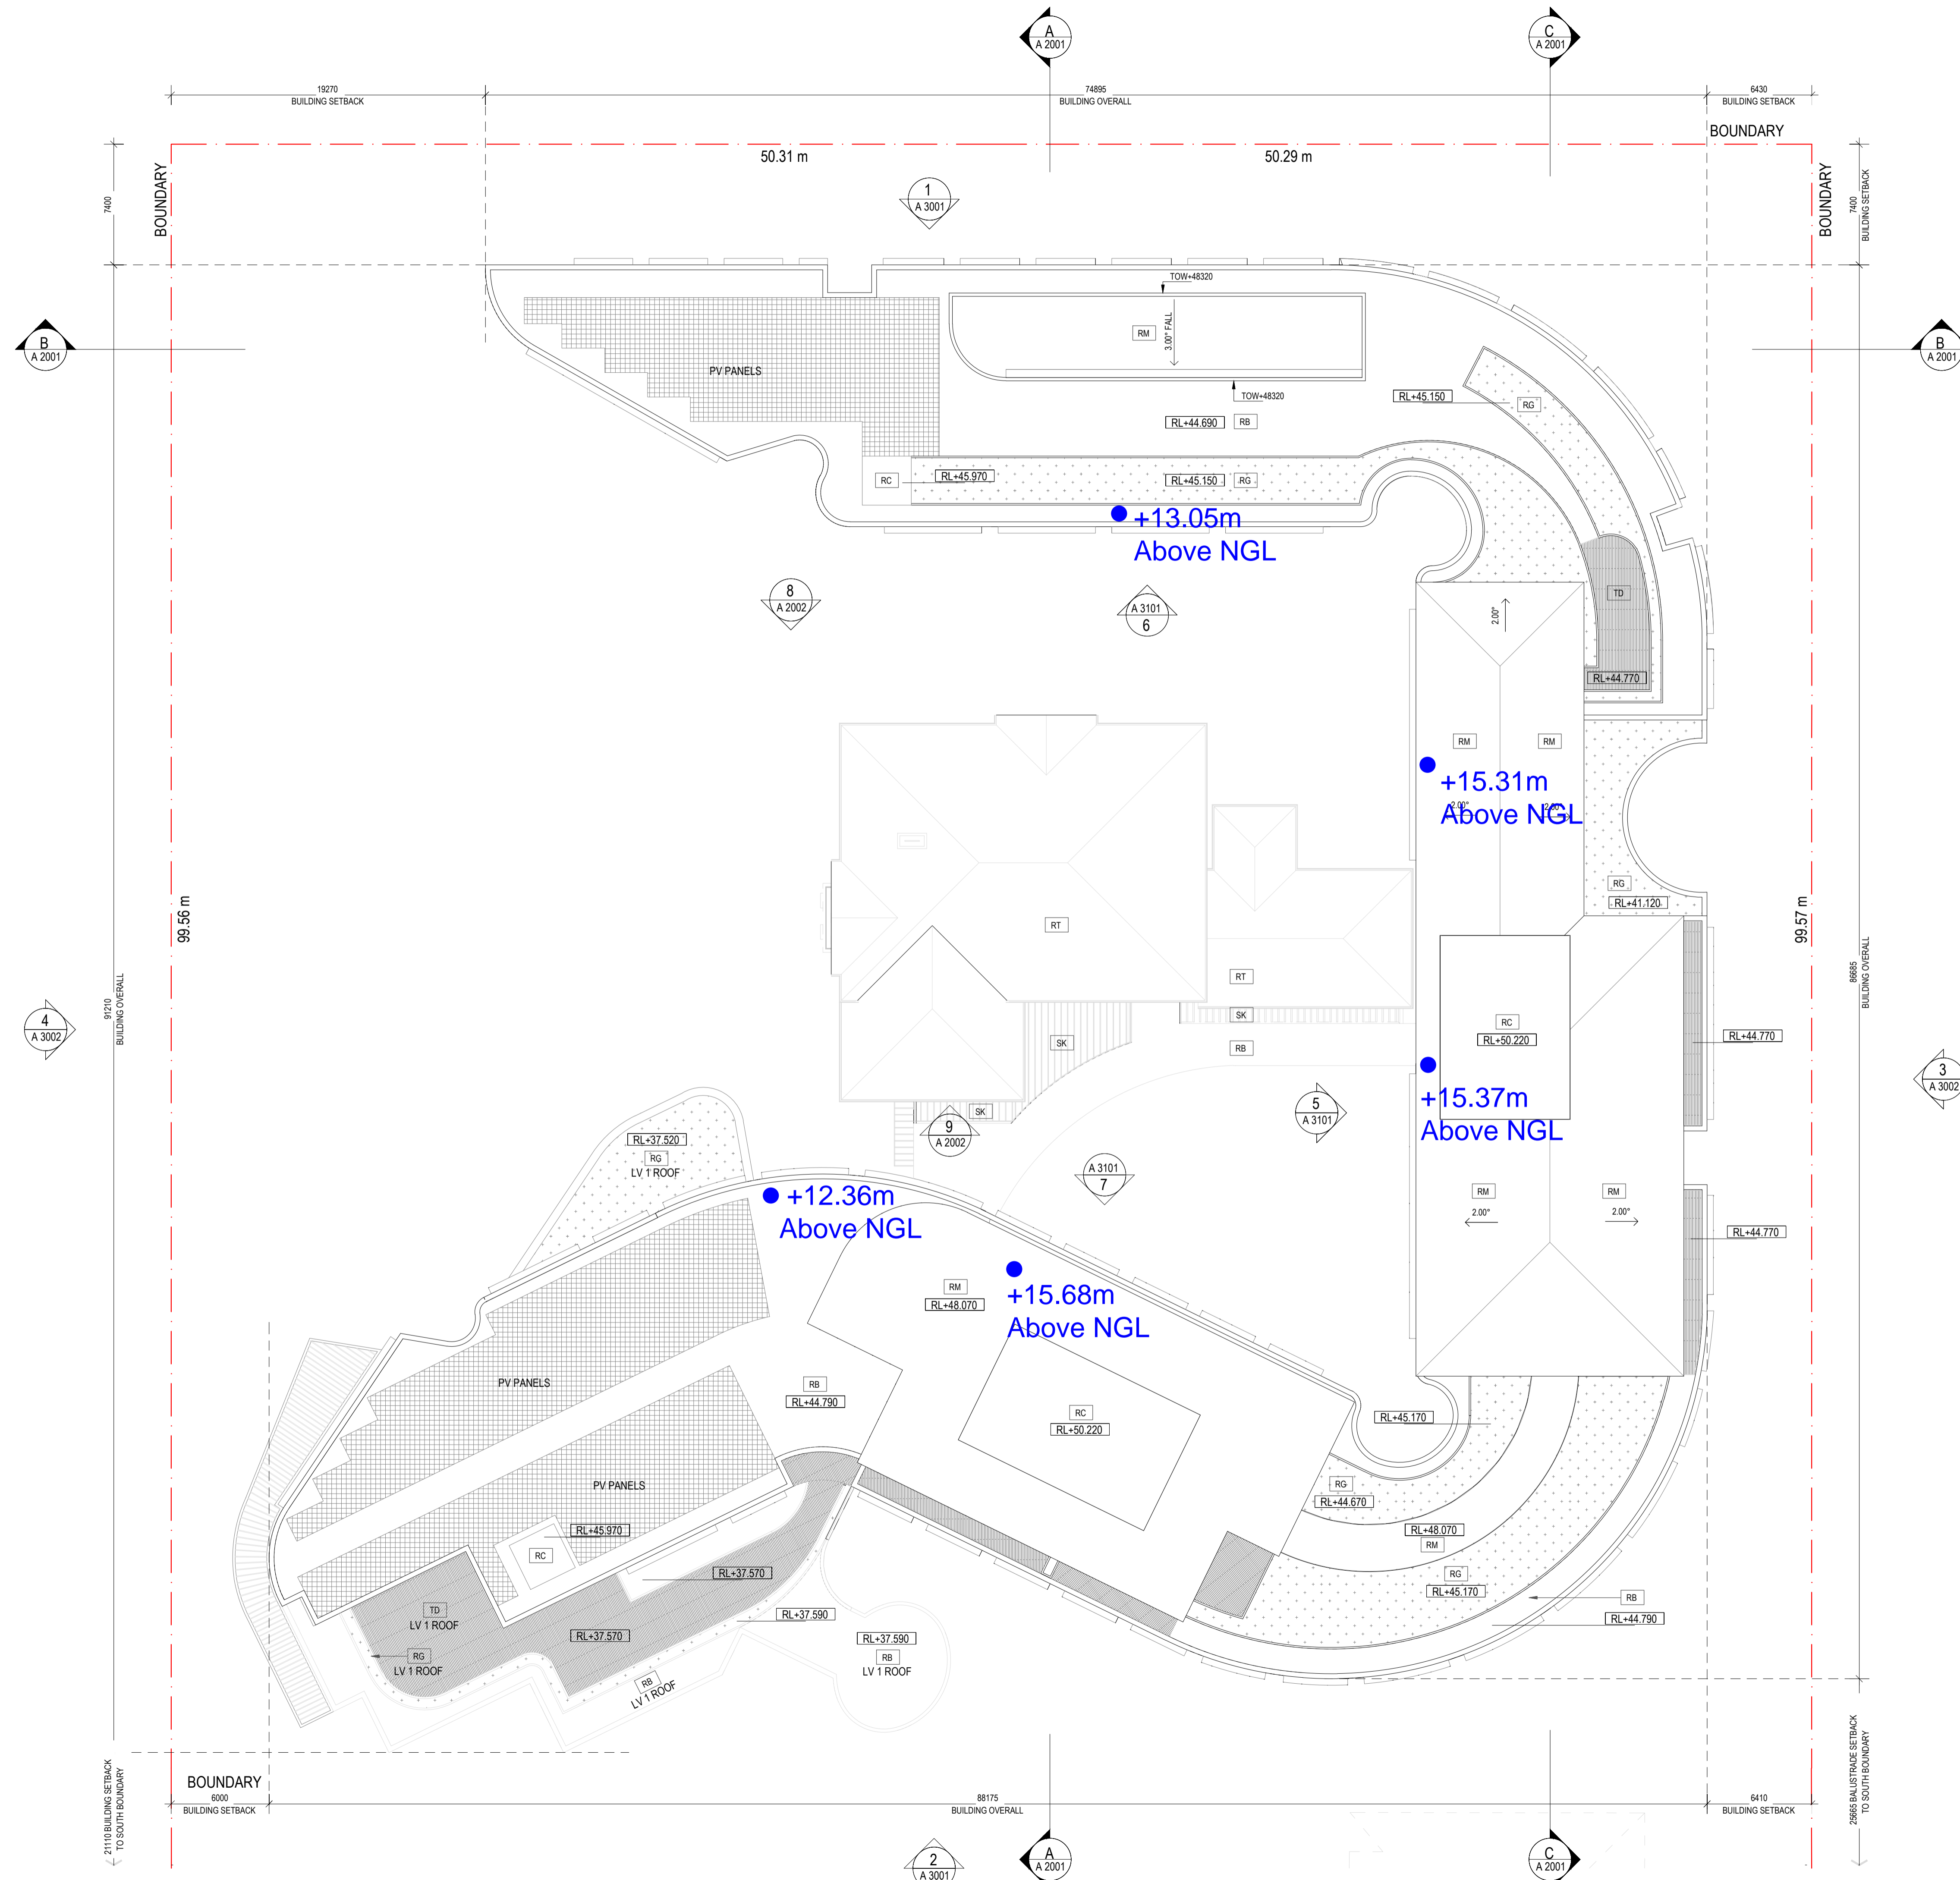 A
A 2001
C
A 2001
19270
BUILDING SETBACK
74895
BUILDING OVERALL
6430
BUILDING SETBACK
BOUNDARY
50.31 m
50.29 m
BOUNDARY
BOUNDARY
7400
7400
BUILDING SETBACK
1
A 3001
TOW+48320
RM
3.00° FALL
B
A 2001
B
A 2001
PV PANELS
TOW+48320
RL+45.150
RG
RL+44.690
RB
RC
RL+45.970
RL+45.150
RG
+13.05m
Above NGL
8
A 2002
A 3101
6
TD
2.00°
RL+44.770
RM
RM
+15.31m
2.00°
2.00°
Above NGL
RG
RL+41.120
99.56 m
99.57 m
RT
RT
91210
BUILDING OVERALL
86685
BUILDING OVERALL
4
A 3002
SK
SK
RB
RC
RL+50.220
RL+44.770
3
A 3002
+15.37m
Above NGL
SK
9
A 2002
5
A 3101
RL+37.520
RG
LV 1 ROOF
A 3101
7
+12.36m
Above NGL
RM
RM
2.00°
2.00°
RL+44.770
RM
RL+48.070
+15.68m
Above NGL
PV PANELS
RB
RL+44.790
RC
RL+50.220
RL+45.170
PV PANELS
RG
RL+44.670
RL+45.970
RC
RL+48.070
RM
RL+37.570
RG
RL+45.170
RB
RL+44.790
TD
LV 1 ROOF
RL+37.590
RL+37.570
RL+37.590
RB
LV 1 ROOF
RG
LV 1 ROOF
RB
LV 1 ROOF
BOUNDARY
21110 BUILDING SETBACK
TO SOUTH BOUNDARY
25665 BALUSTRADE SETBACK
TO SOUTH BOUNDARY
6000
BUILDING SETBACK
88175
BUILDING OVERALL
6410
BUILDING SETBACK
2
A 3001
A
A 2001
C
A 2001